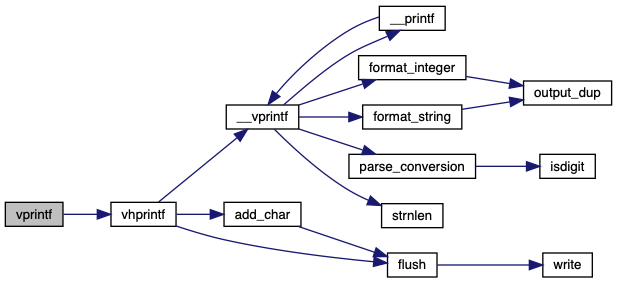 __printf
format_integer
output_dup
__vprintf
format_string
parse_conversion
isdigit
vprintf
vhprintf
add_char
strnlen
flush
write